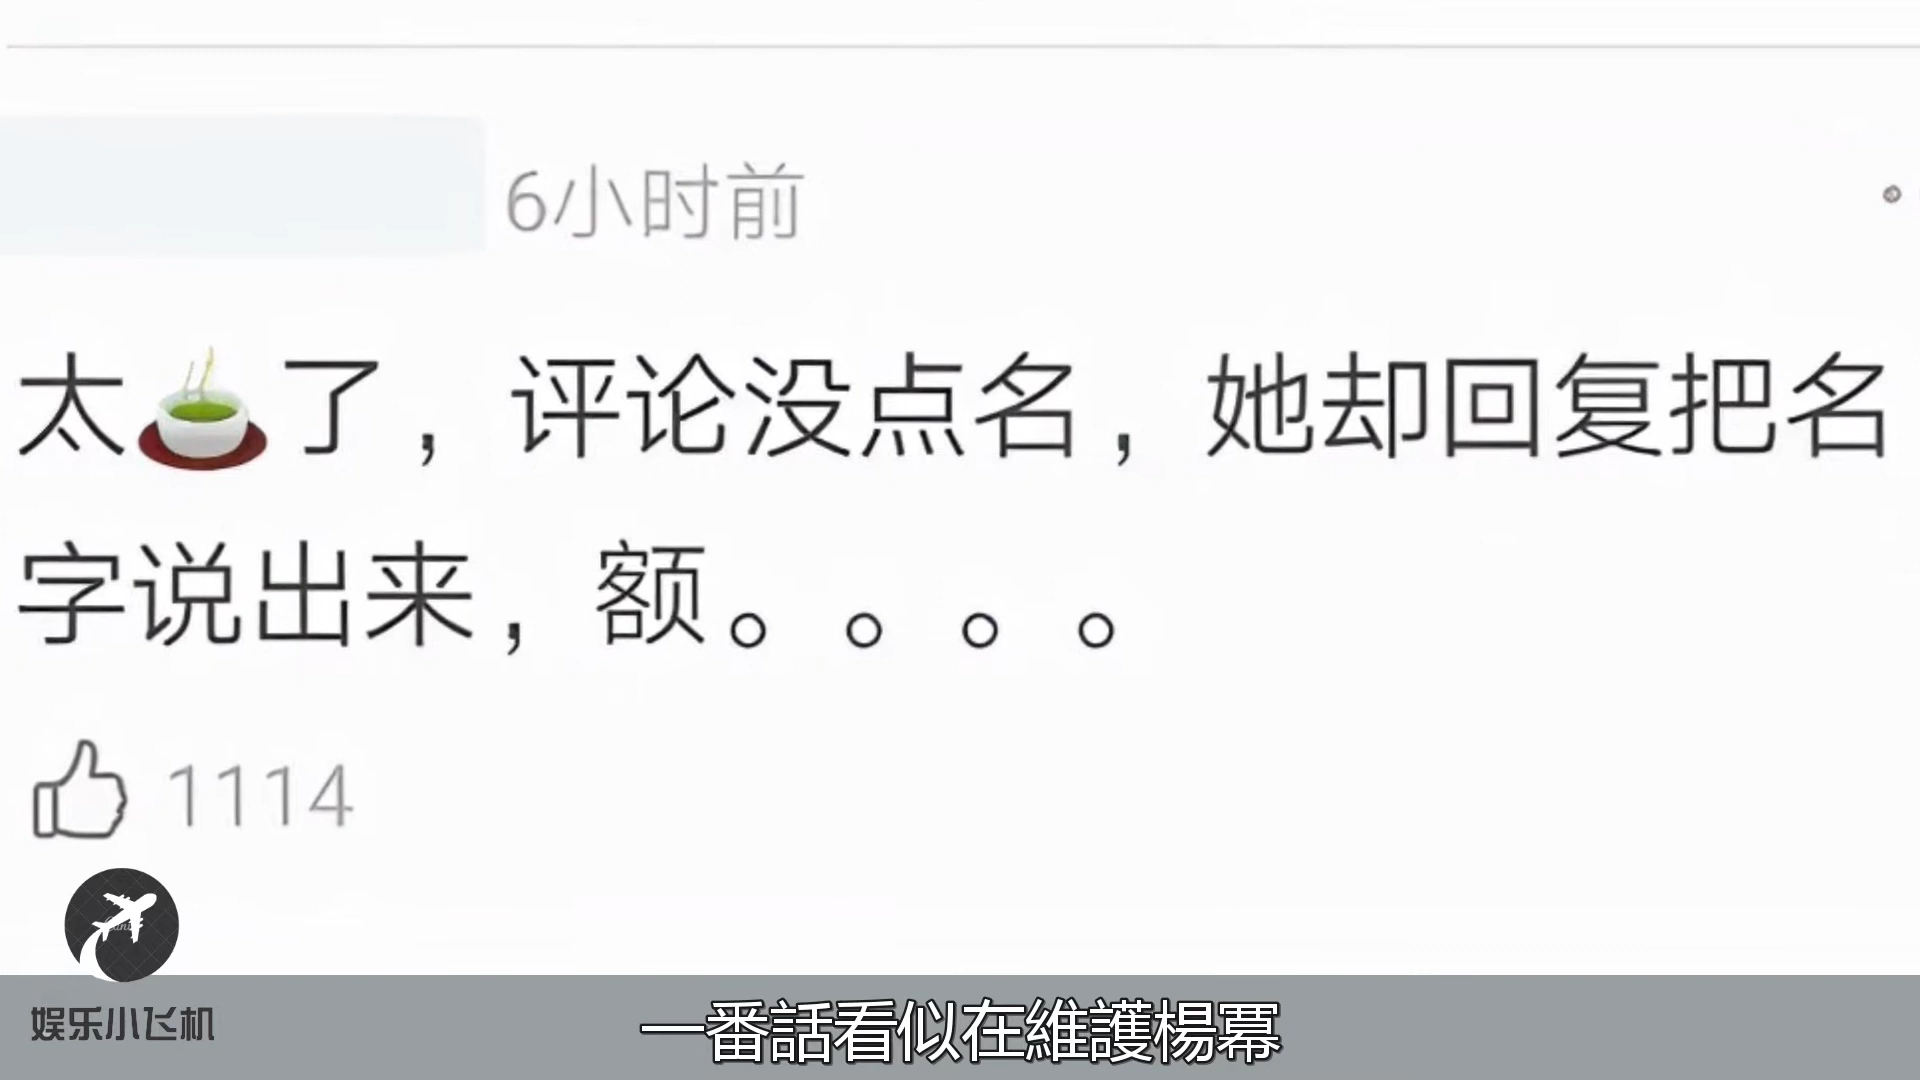 6小时前
太🍵了，评论没点名，她却回复把名
字说出来，额。。。。
1114
娱乐小飞机
一番話看似在維護楊冪